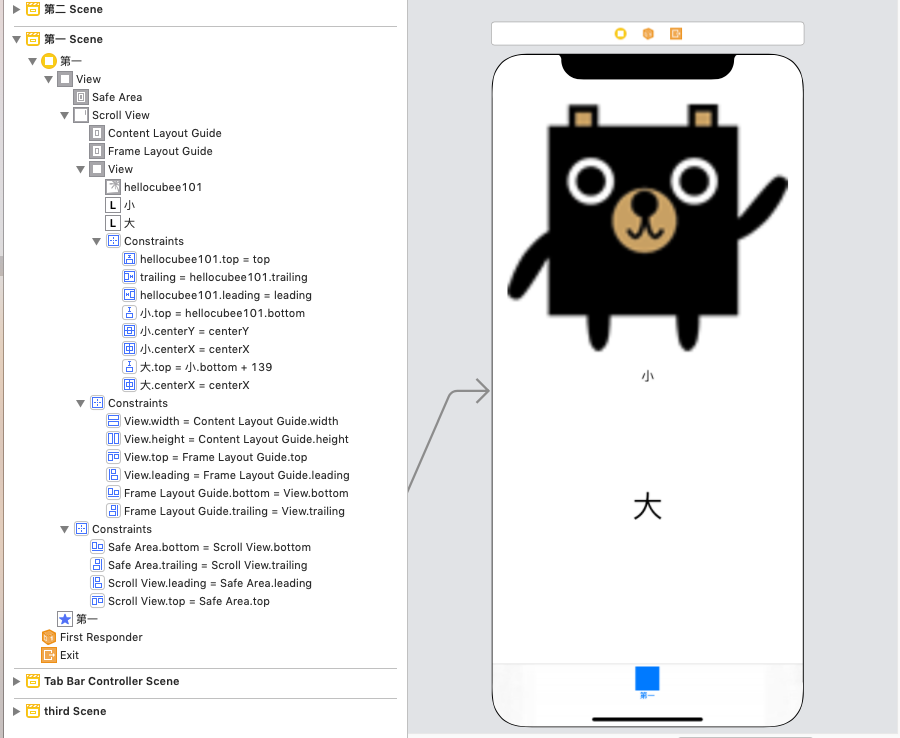 第二 Scene
第一 Scene
第一
View
Safe Area
Scroll View
Content Layout Guide
Frame Layout Guide
View
hellocubee101
L 小
L 大
Constraints
hellocubee101.top = top
trailing = hellocubee101.trailing
hellocubee101.leading = leading
小.top = hellocubee101.bottom
小.centerY = centerY
小.centerX = centerX
大.top = 小.bottom + 139
大.centerX = centerX
Constraints
View.width = Content Layout Guide.width
View.height = Content Layout Guide.height
View.top = Frame Layout Guide.top
View.leading = Frame Layout Guide.leading
Frame Layout Guide.bottom = View.bottom
Frame Layout Guide.trailing = View.trailing
Constraints
Safe Area.bottom = Scroll View.bottom
Safe Area.trailing = Scroll View.trailing
Scroll View.leading = Safe Area.leading
Scroll View.top = Safe Area.top
第一
First Responder
Exit
Tab Bar Controller Scene
third Scene
小
大
第一